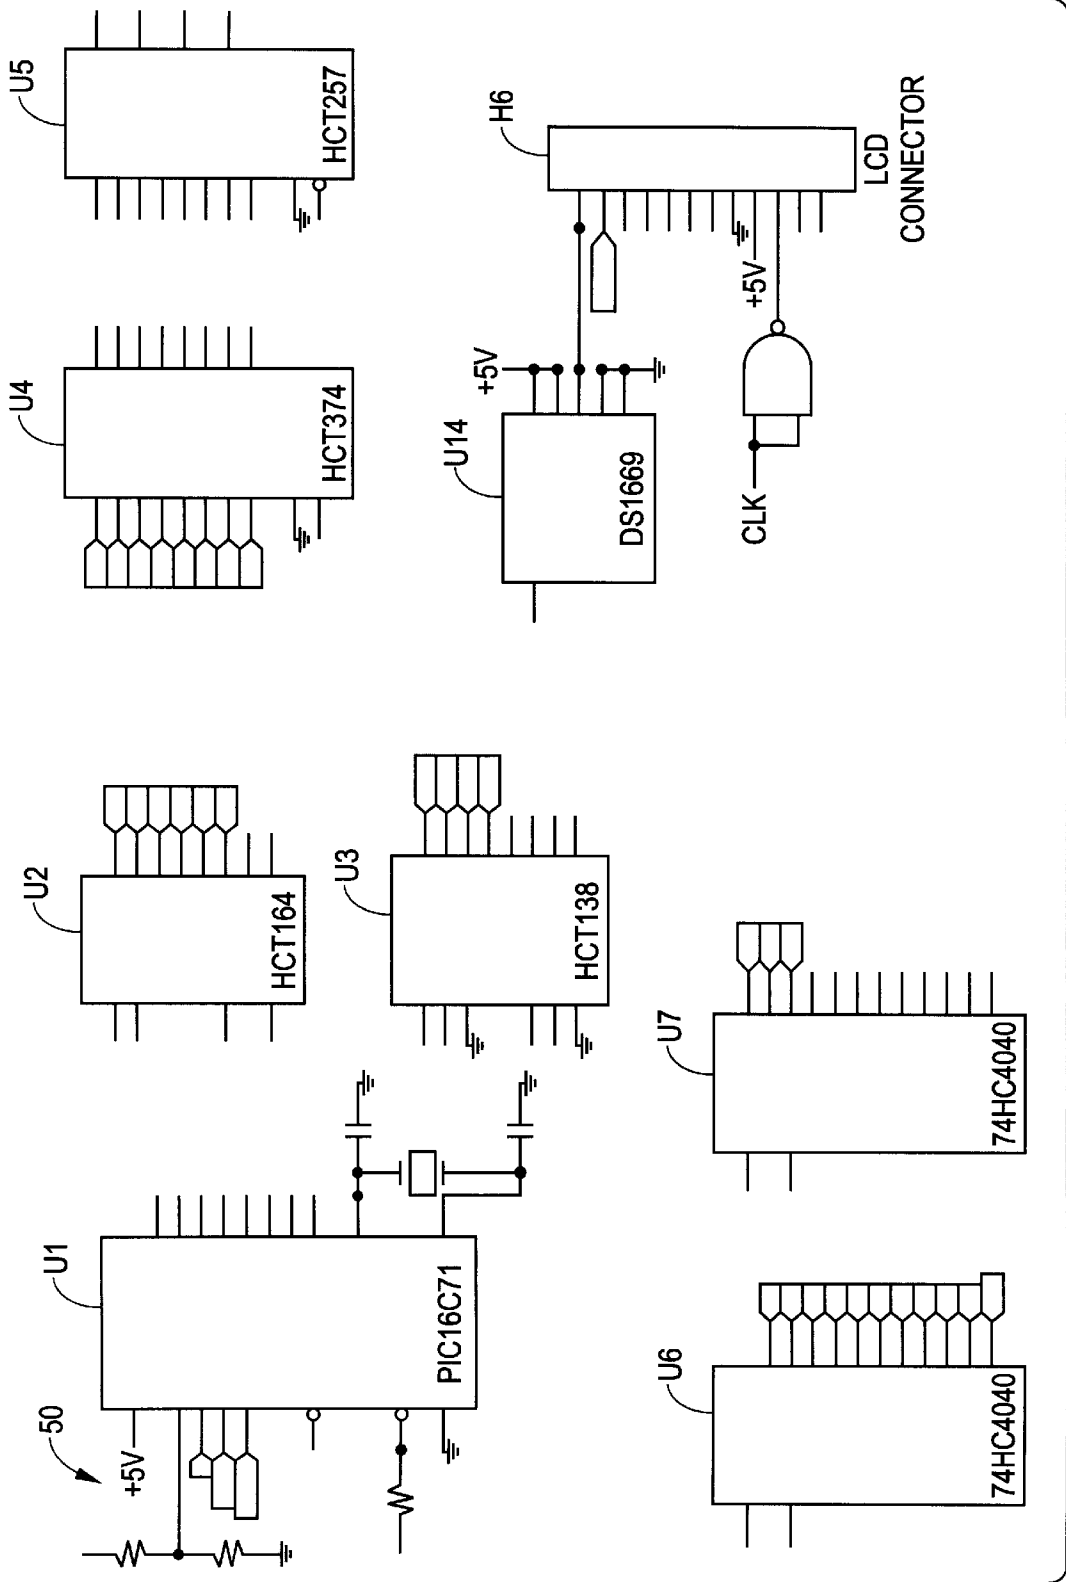 50
U1
+5V
PIC16C71
U2
HCT164
U3
HCT138
U4
HCT374
U5
HCT257
U6
74HC4040
U7
74HC4040
U14
+5V
DS1669
H6
+5V
CLK
LCD
CONNECTOR